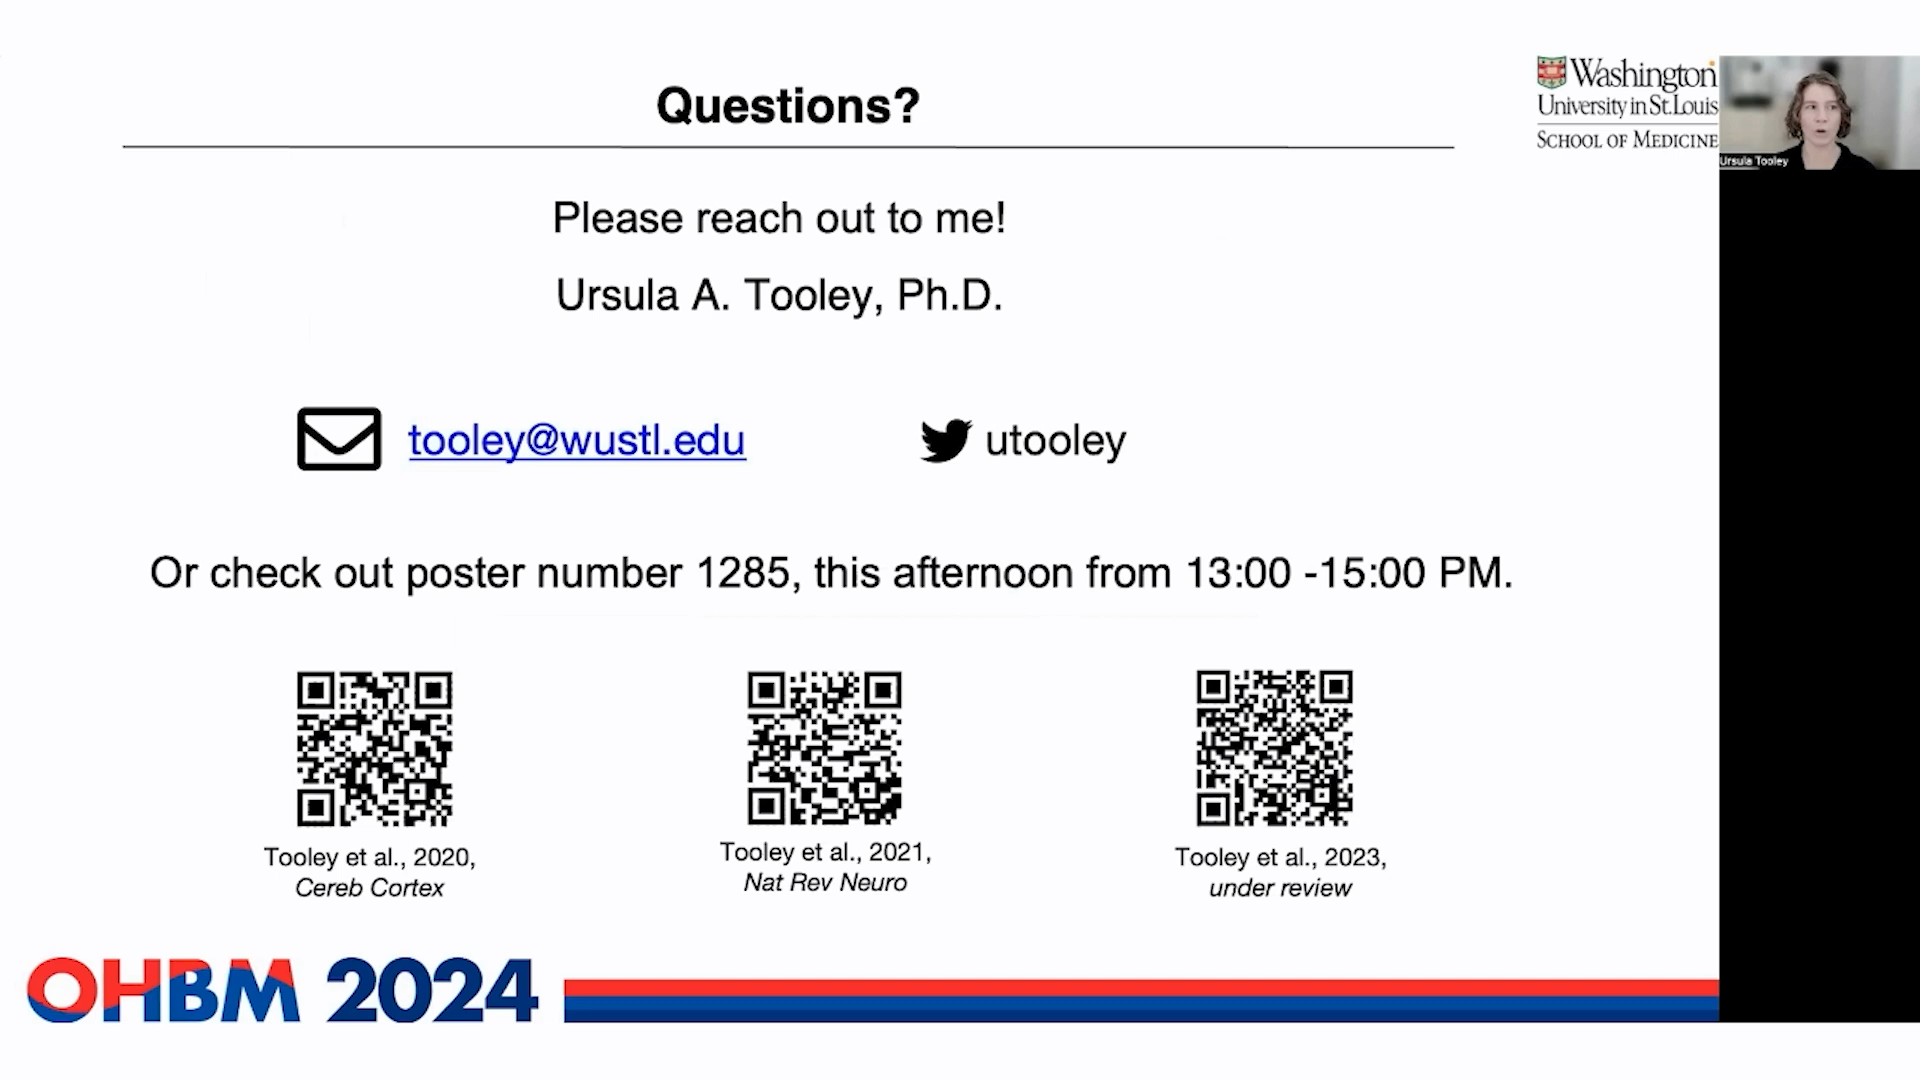 Questions?
Washington
University in St.Louis
SCHOOL OF MEDICINE
Ursula Tooley
Please reach out to me!
Ursula A. Tooley, Ph.D.
tooley@wustl.edu
utooley
Or check out poster number 1285, this afternoon from 13:00 -15:00 PM.
Tooley et al., 2020,
Cereb Cortex
Tooley et al., 2021,
Nat Rev Neuro
Tooley et al., 2023,
under review
OHBM 2024